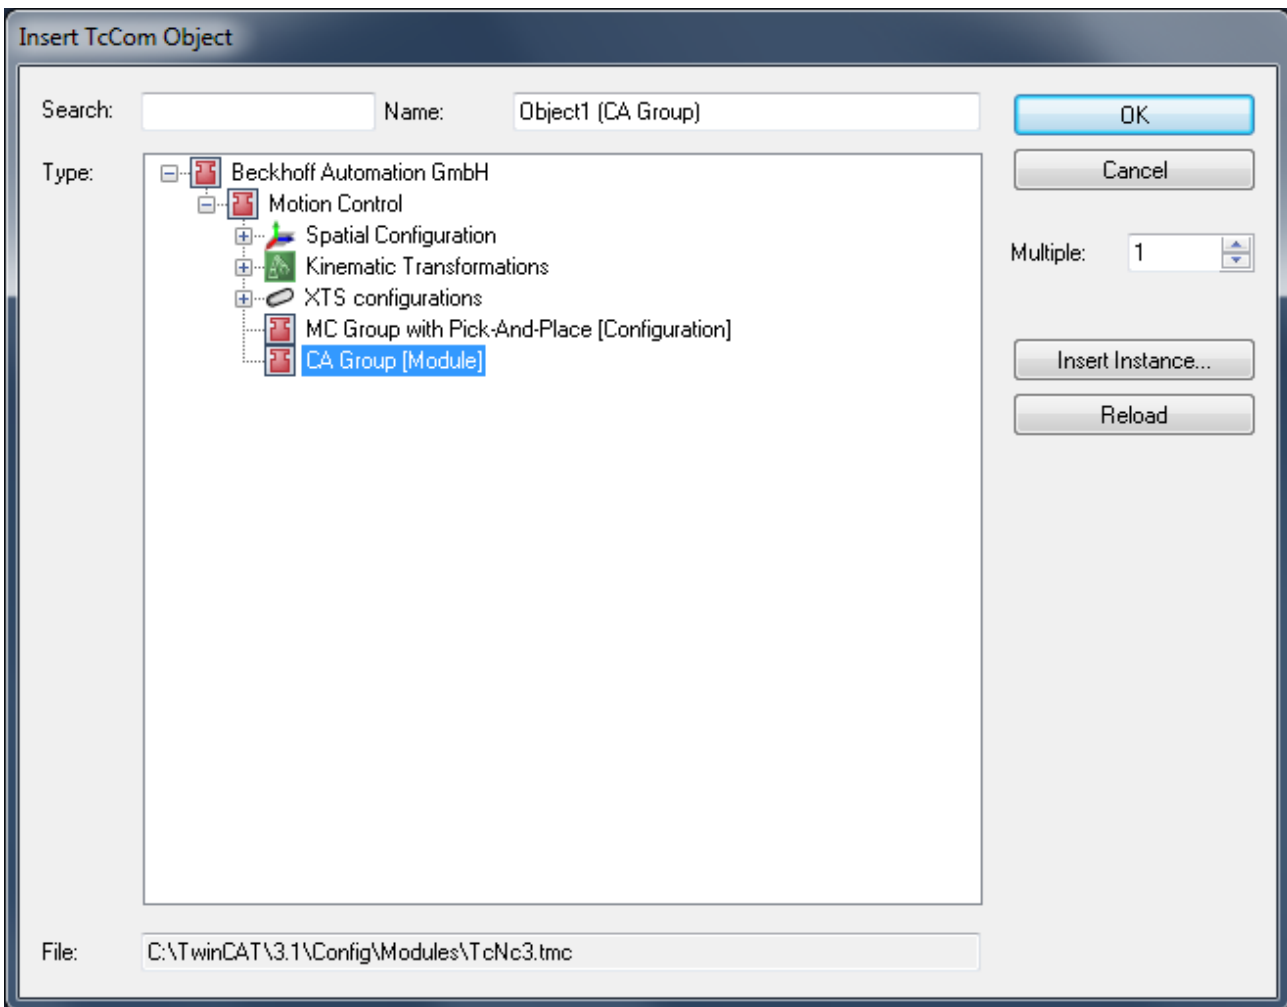 Insert TcCom Object
Search:
Name:
Object1 (CA Group)
OK
Type:
Beckhoff Automation GmbH
Cancel
Motion Control
Spatial Configuration
Multiple:
1
Kinematic Transformations
XTS configurations
MC Group with Pick-And-Place [Configuration]
CA Group [Module]
Insert Instance...
Reload
File:
C:\TwinCAT\3.1\Config\Modules\TcNc3.tmc